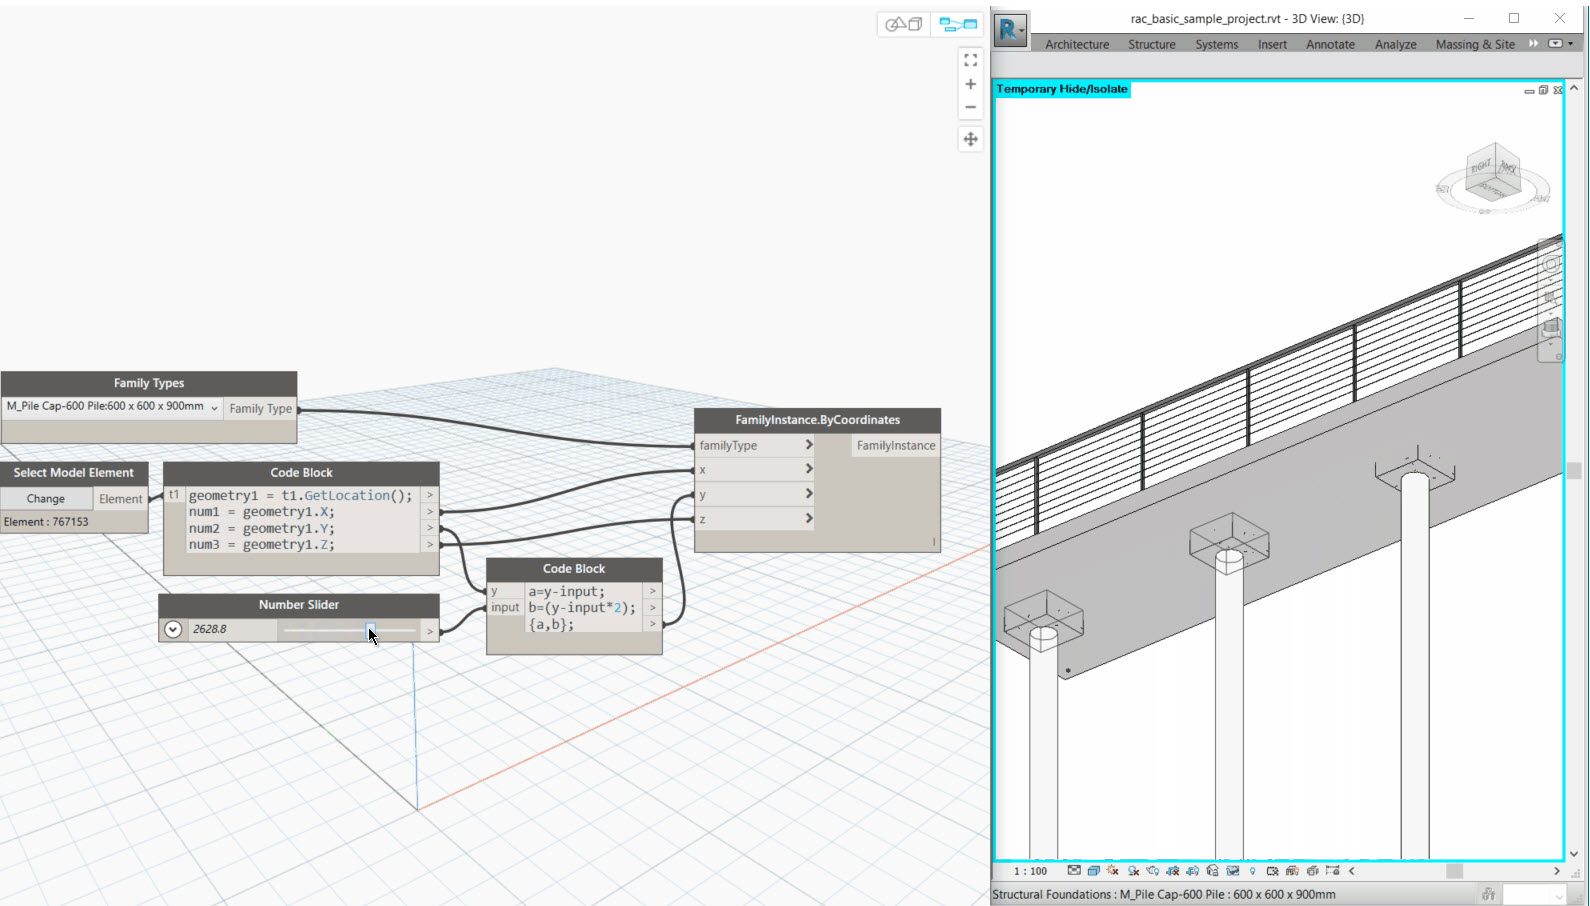 Family Types
M_Pile Cap-600 Pile:600 x 600 x 900mm
Family Type
Select Model Element
Change
Element
Element : 767153
Code Block
t1
geometry1 = t1.GetLocation();
num1 = geometry1.X;
num2 = geometry1.Y;
num3 = geometry1.Z;
>
>
>
>
Number Slider
2628.8
>
Code Block
y
input
a=y-input;
b=(y-input*2);
{a,b};
>
>
>
FamilyInstance.ByCoordinates
familyType
x
y
z
FamilyInstance
R
rac_basic_sample_project.rvt - 3D View: {3D}
Architecture Structure Systems Insert Annotate Analyze Massing & Site
Temporary Hide/Isolate
RIGHT
BACK
BOTTOM
1 : 100
Structural Foundations : M_Pile Cap-600 Pile : 600 x 600 x 900mm